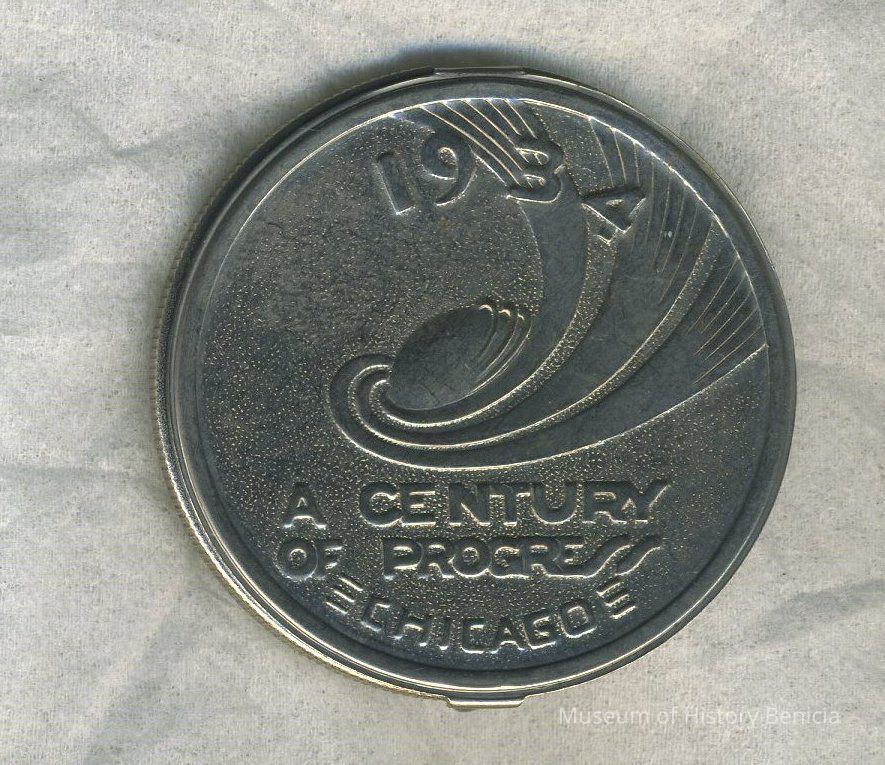 1934
A CENTURY
OF PROGRESS
CHICAGO
Museum of History Benicia